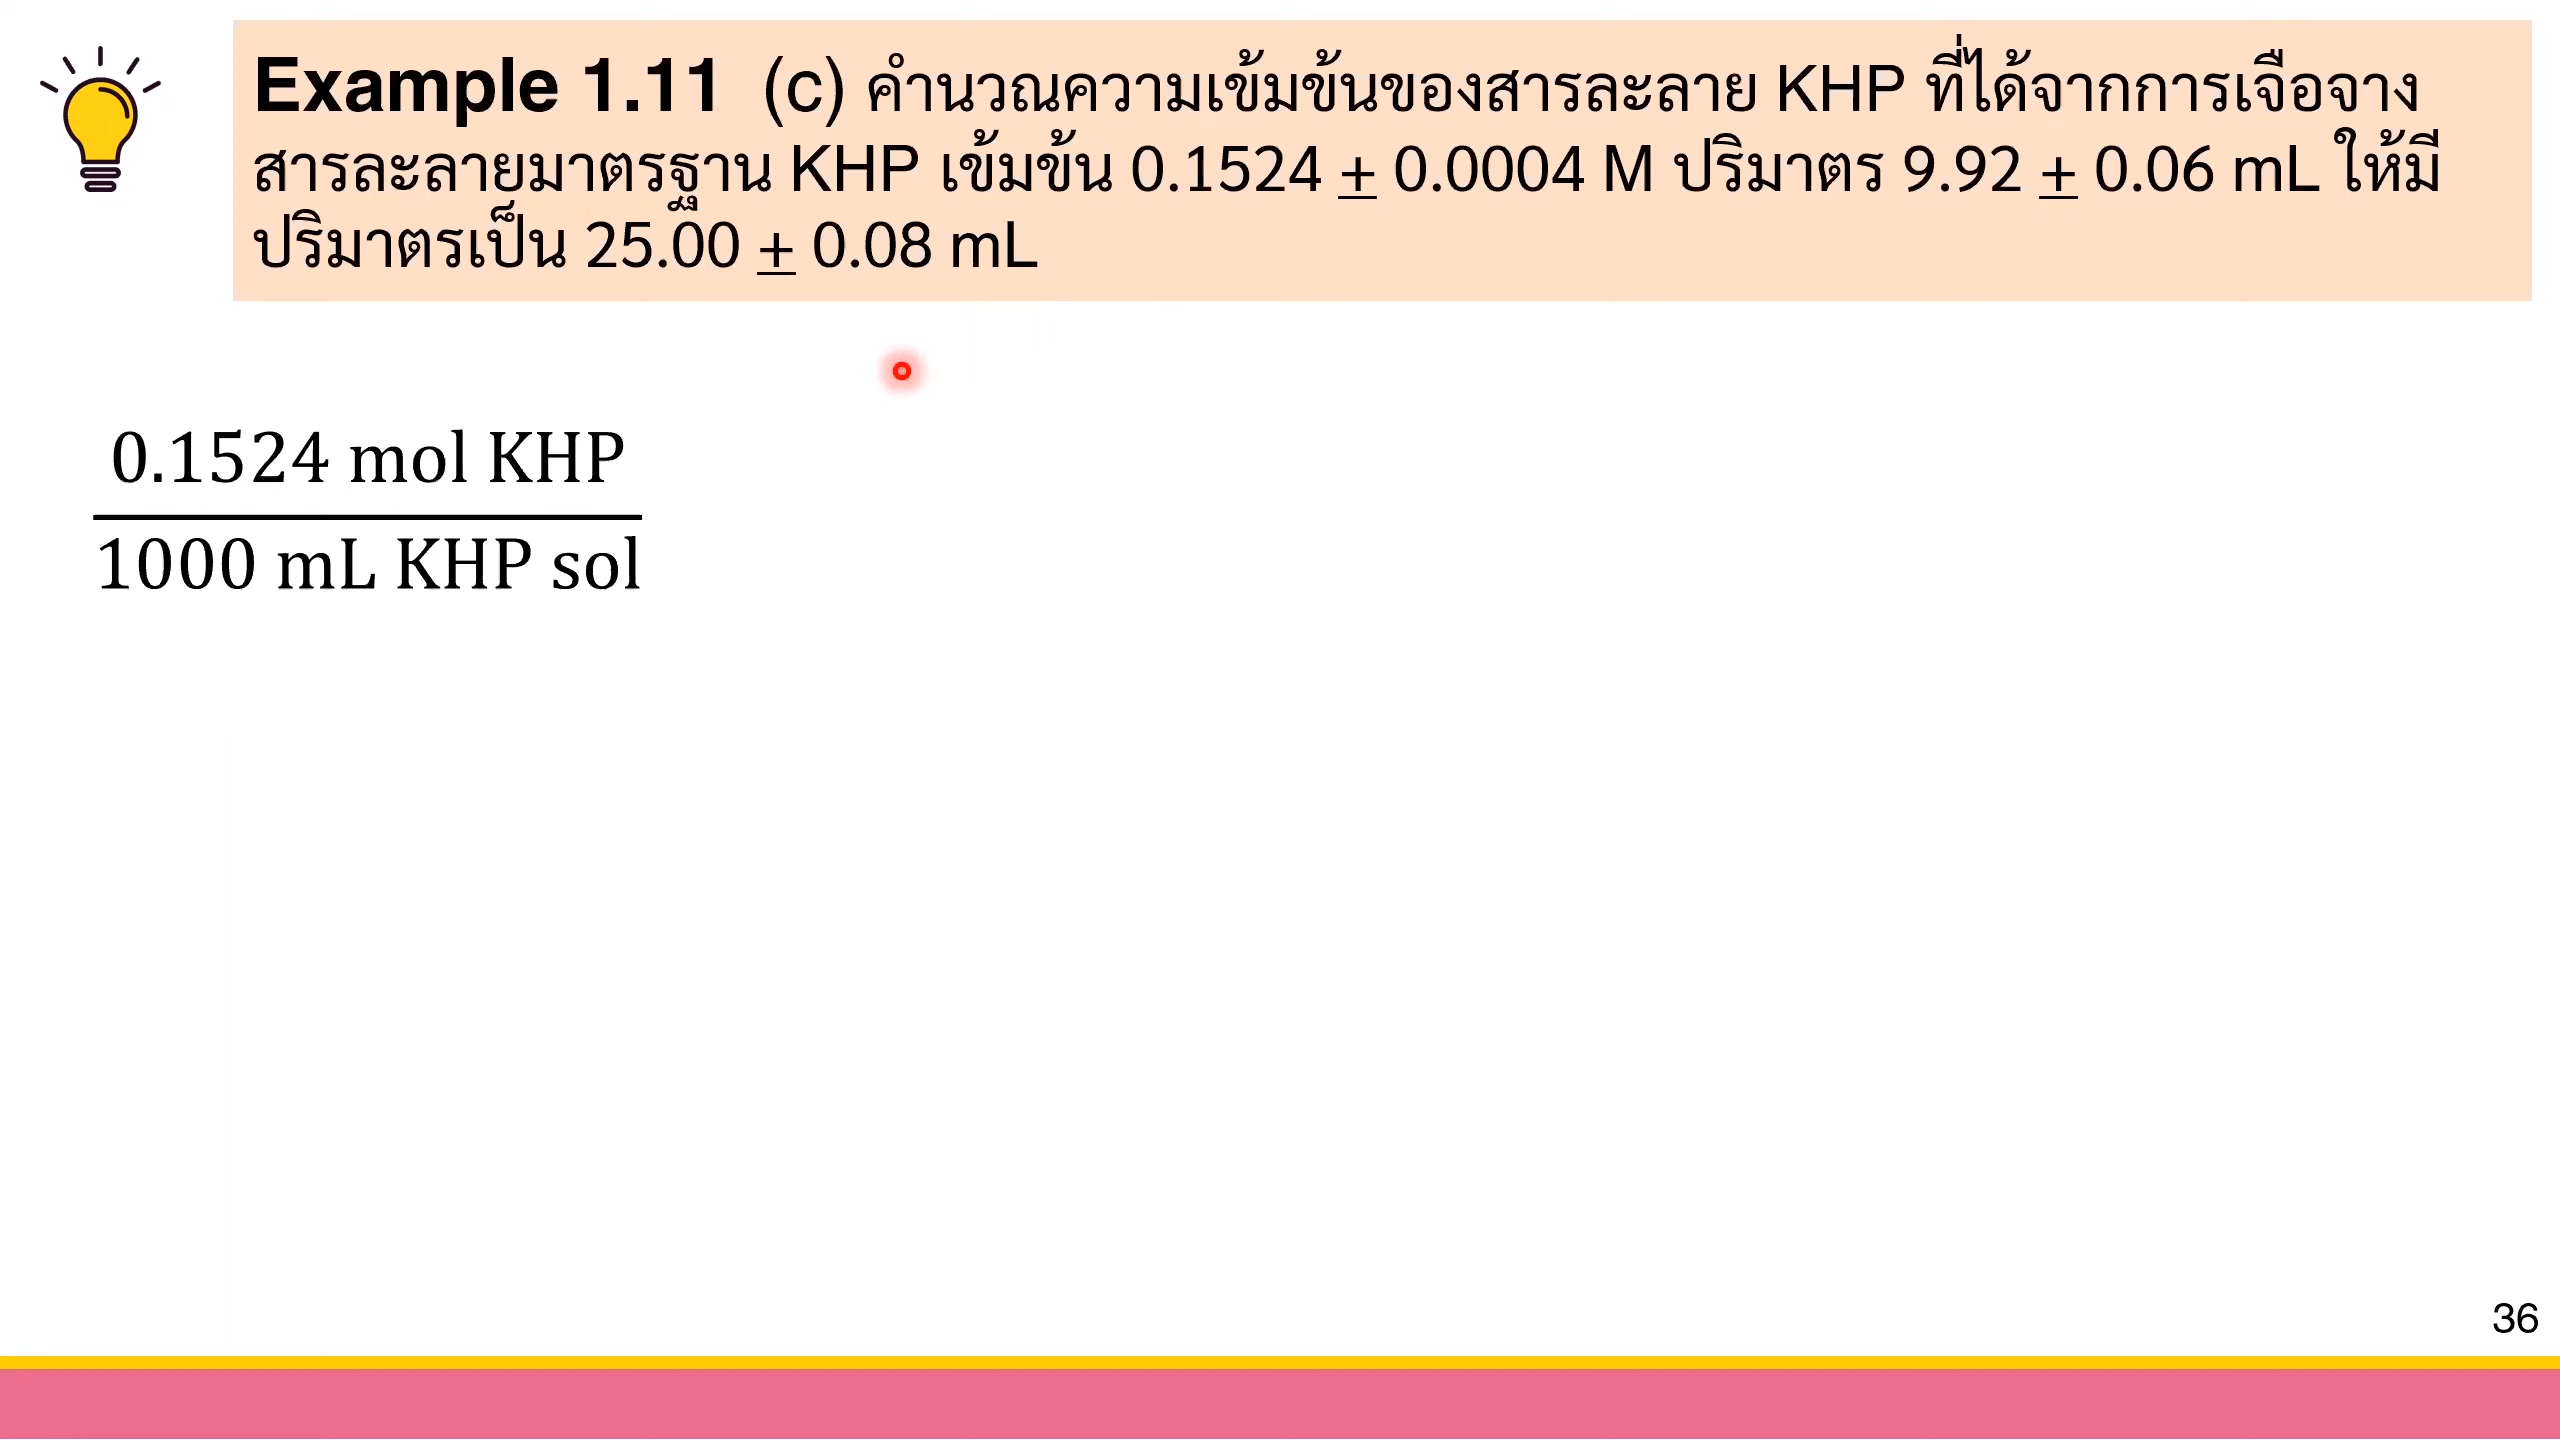 Example 1.11 (c) คำนวณความเข้มข้นของสารละลาย KHP ที่ได้จากการเจือจาง
สารละลายมาตรฐาน KHP เข้มข้น 0.1524 ± 0.0004 M ปริมาตร 9.92 ± 0.06 mL ให้มี
ปริมาตรเป็น 25.00 ± 0.08 mL
0.1524 mol KHP
1000 mL KHP sol
36